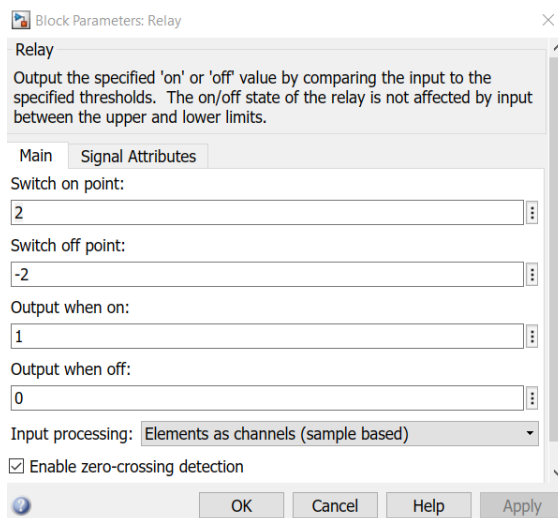 Block Parameters: Relay
Relay
Output the specified 'on' or 'off' value by comparing the input to the
specified thresholds. The on/off state of the relay is not affected by input
between the upper and lower limits.
Main Signal Attributes
Switch on point:
2
Switch off point:
-2
Output when on:
1
Output when off:
0
Input processing: Elements as channels (sample based)
Enable zero-crossing detection
OK Cancel Help Apply